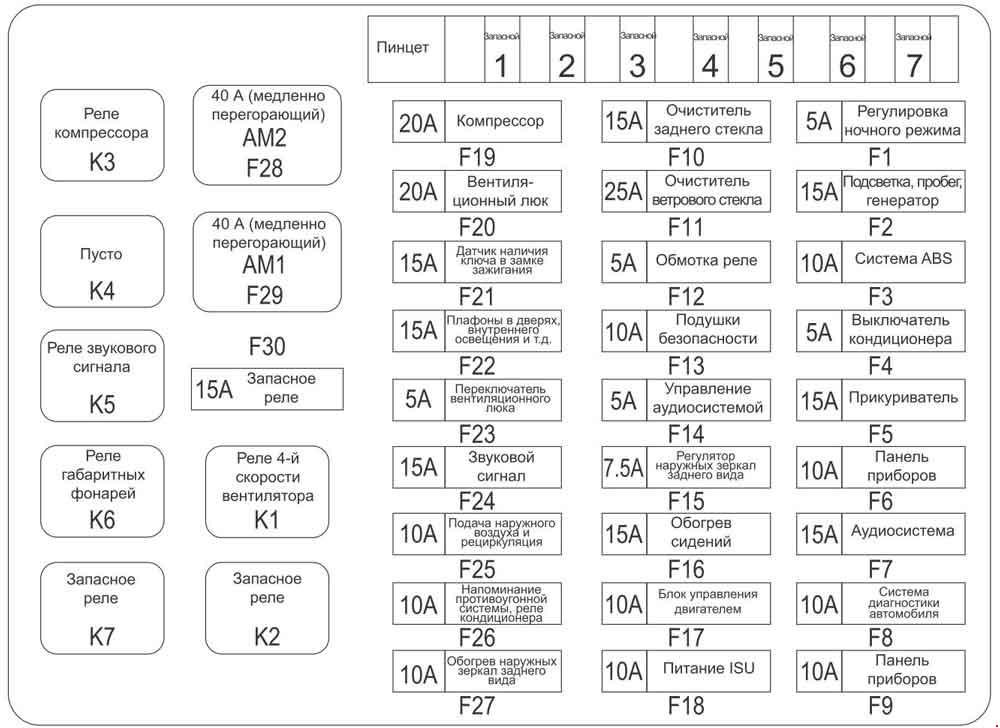 Пинцет
Запасной
1
Запасной
2
Запасной
3
Запасной
4
Запасной
5
Запасной
6
Запасной
7
Реле
компрессора
K3
40 А (медленно
перегорающий)
AM2
F28
Пусто
K4
40 А (медленно
перегорающий)
AM1
F29
Реле звукового
сигнала
K5
F30
15A
Запасное
реле
Реле
габаритных
фонарей
K6
Реле 4-й
скорости
вентилятора
K1
Запасное
реле
K7
Запасное
реле
K2
20A
Компрессор
F19
20A
Вентиля-
ционный люк
F20
15A
Датчик наличия
ключа в замке
зажигания
F21
15A
Плафоны в дверях,
внутреннего
освещения и т.д.
F22
5A
Переключатель
вентиляционного
люка
F23
15A
Звуковой
сигнал
F24
10A
Подача наружного
воздуха и
рециркуляция
F25
10A
Напоминание
противоугонной
системы, реле
кондиционера
F26
10A
Обогрев наружных
зеркал заднего
вида
F27
15A
Очиститель
заднего стекла
F10
25A
Очиститель
ветрового стекла
F11
5A
Обмотка реле
F12
10A
Подушки
безопасности
F13
5A
Управление
аудиосистемой
F14
7.5A
Регулятор
наружных зеркал
заднего вида
F15
15A
Обогрев
сидений
F16
10A
Блок управления
двигателем
F17
10A
Питание ISU
F18
5A
Регулировка
ночного режима
F1
15A
Подсветка, пробег,
генератор
F2
10A
Система ABS
F3
5A
Выключатель
кондиционера
F4
15A
Прикуриватель
F5
10A
Панель
приборов
F6
15A
Аудиосистема
F7
10A
Система
диагностики
автомобиля
F8
10A
Панель
приборов
F9